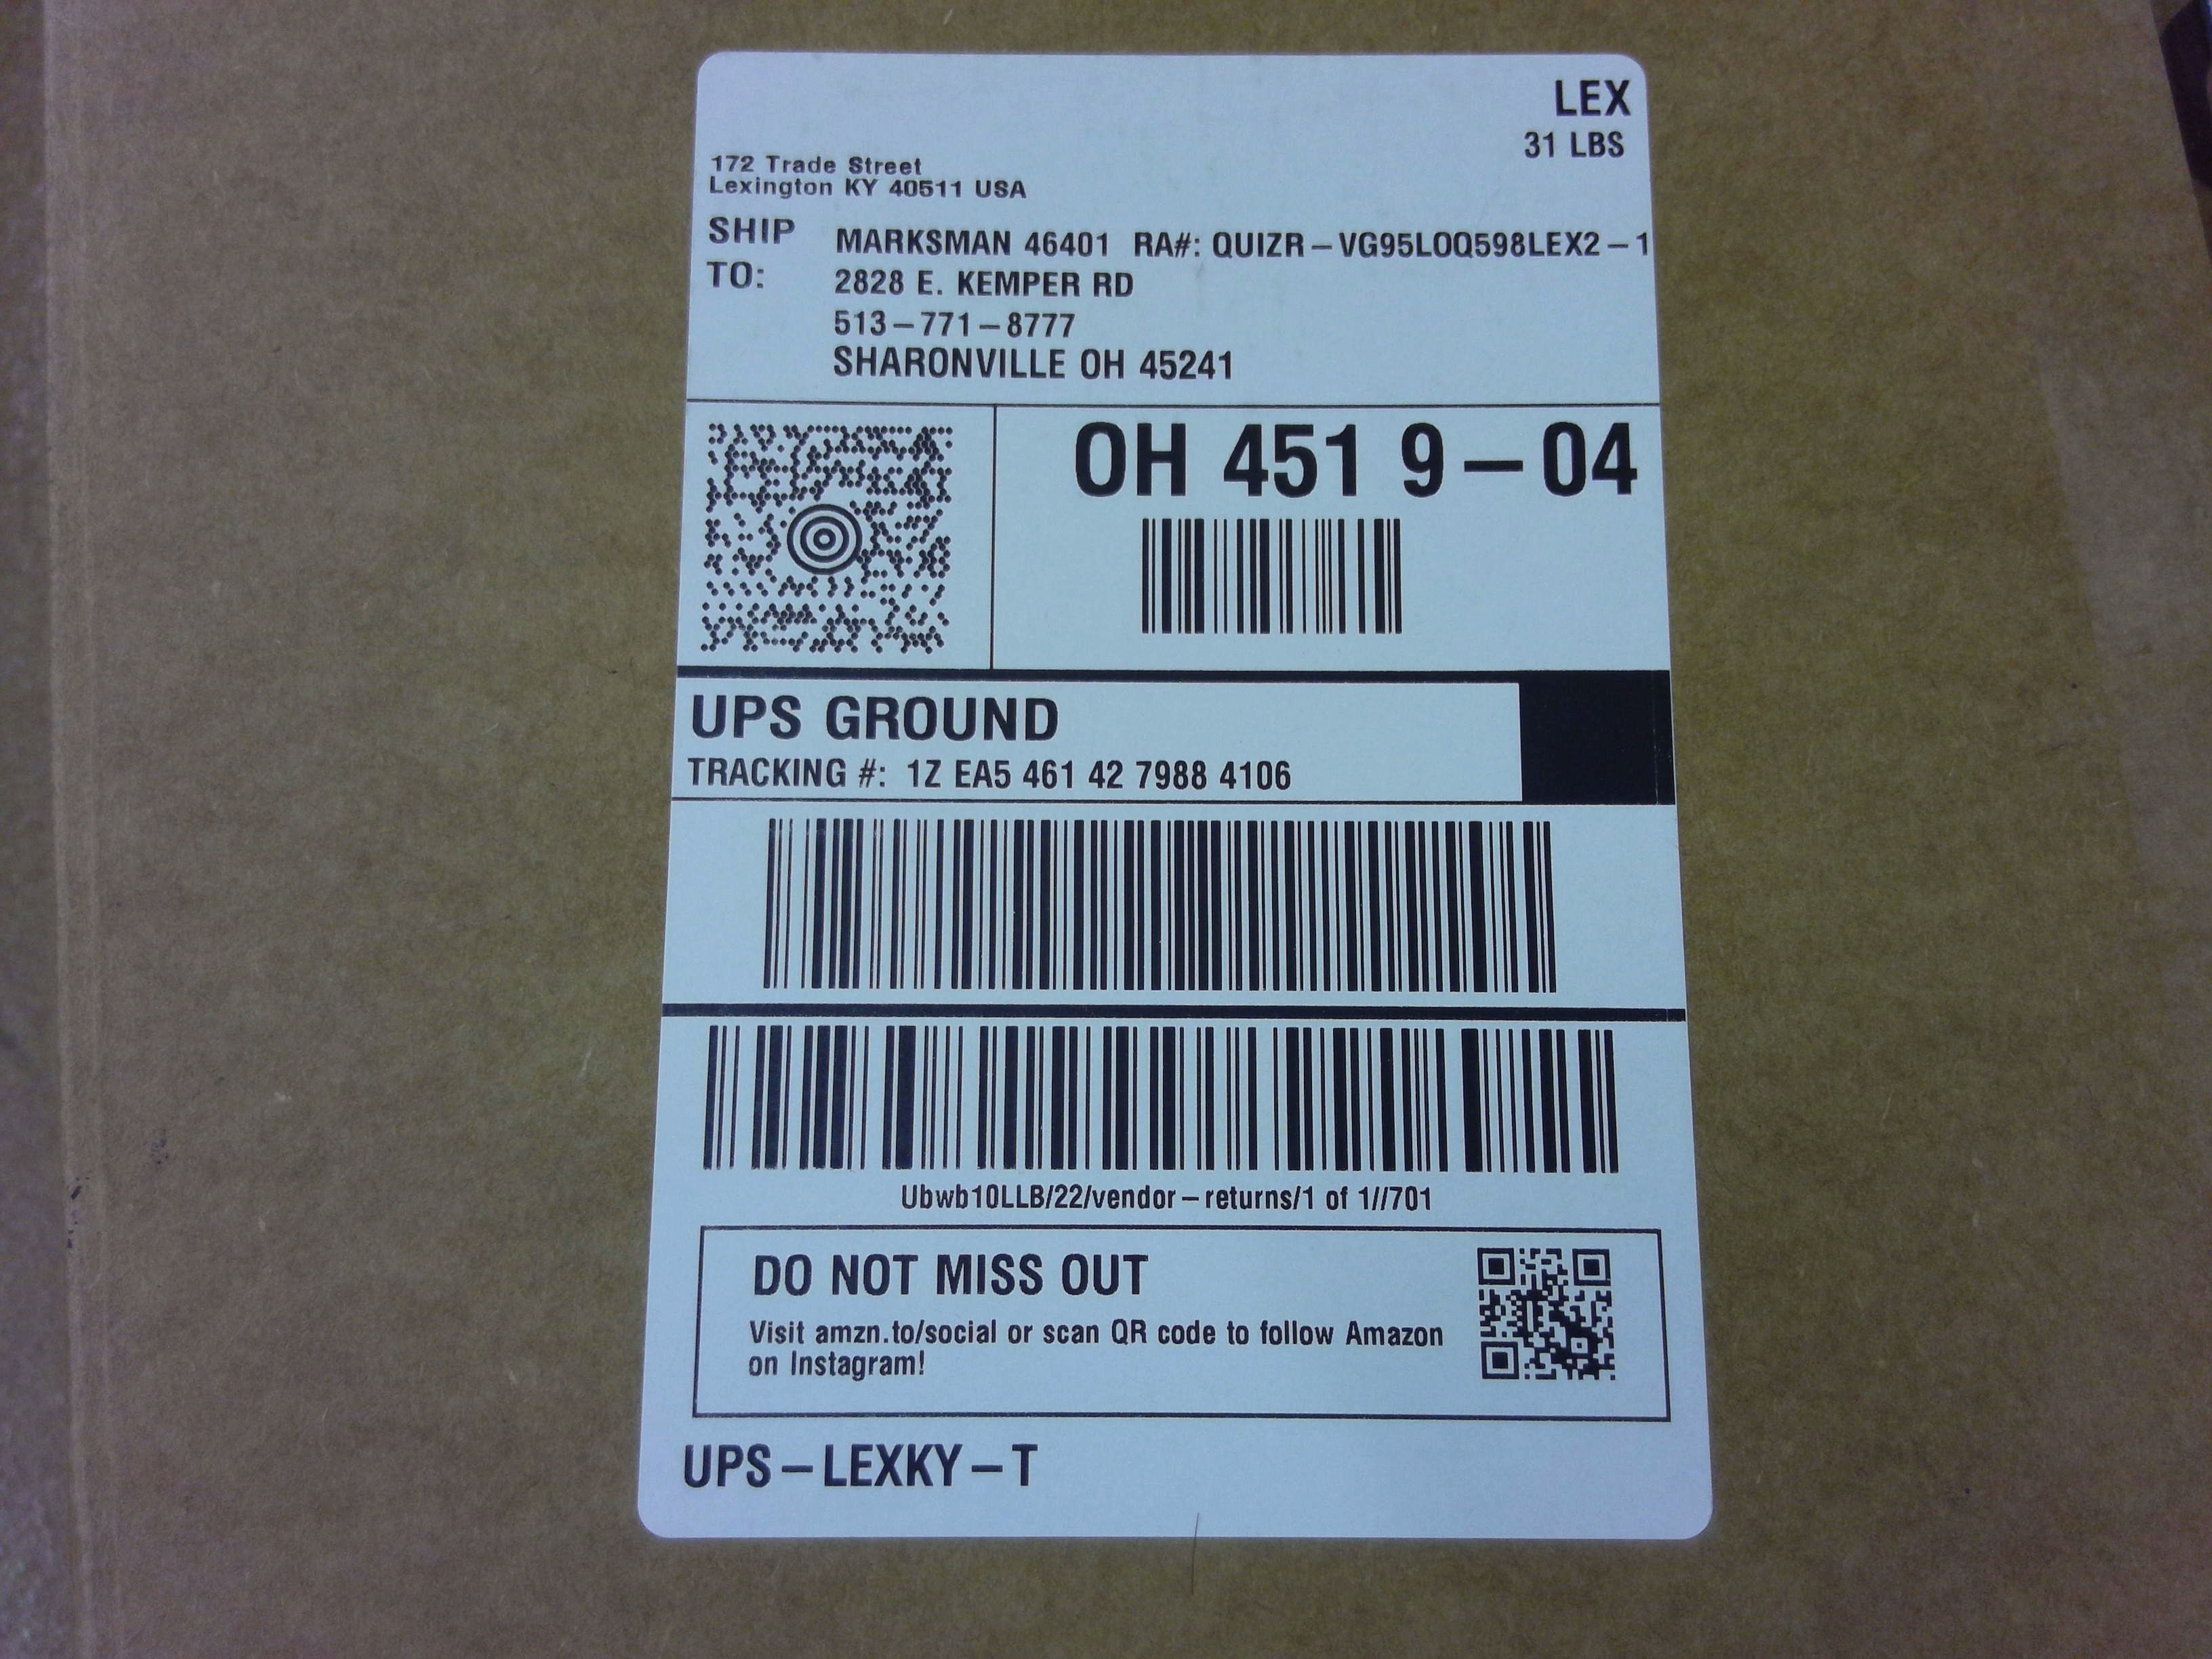 LEX
31 LBS
172 Trade Street
Lexington KY 40511 USA
SHIP
TO:
MARKSMAN 46401 RA#: QUIZR-VG95LOQ598LEX2-1
2828 E. KEMPER RD
513-771-8777
SHARONVILLE OH 45241
OH 451 9-04
UPS GROUND
TRACKING #: 1Z EA5 461 42 7988 4106
Ubwb10LLB/22/vendor-returns/1 of 1//701
DO NOT MISS OUT
Visit amzn.to/social or scan QR code to follow Amazon
on Instagram!
UPS-LEXKY-T